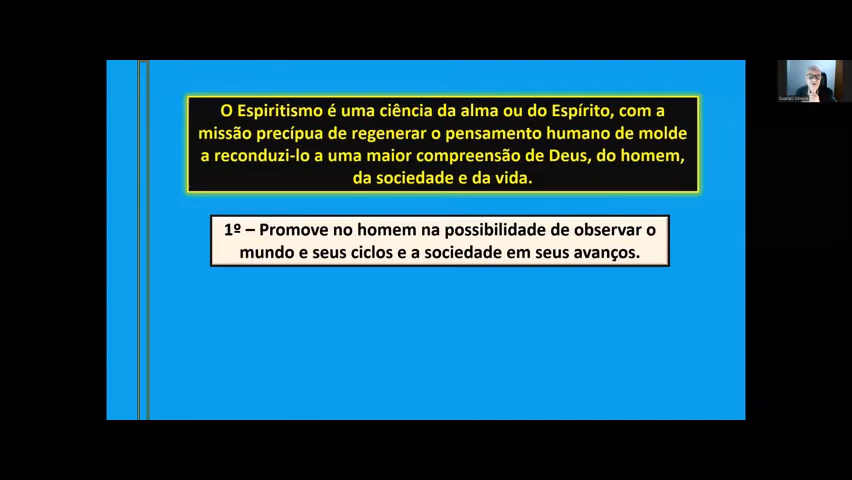 O Espiritismo é uma ciência da alma ou do Espírito, com a
missão precípua de regenerar o pensamento humano de molde
a reconduzi-lo a uma maior compreensão de Deus, do homem,
da sociedade e da vida.
1º – Promove no homem na possibilidade de observar o
mundo e seus ciclos e a sociedade em seus avanços.